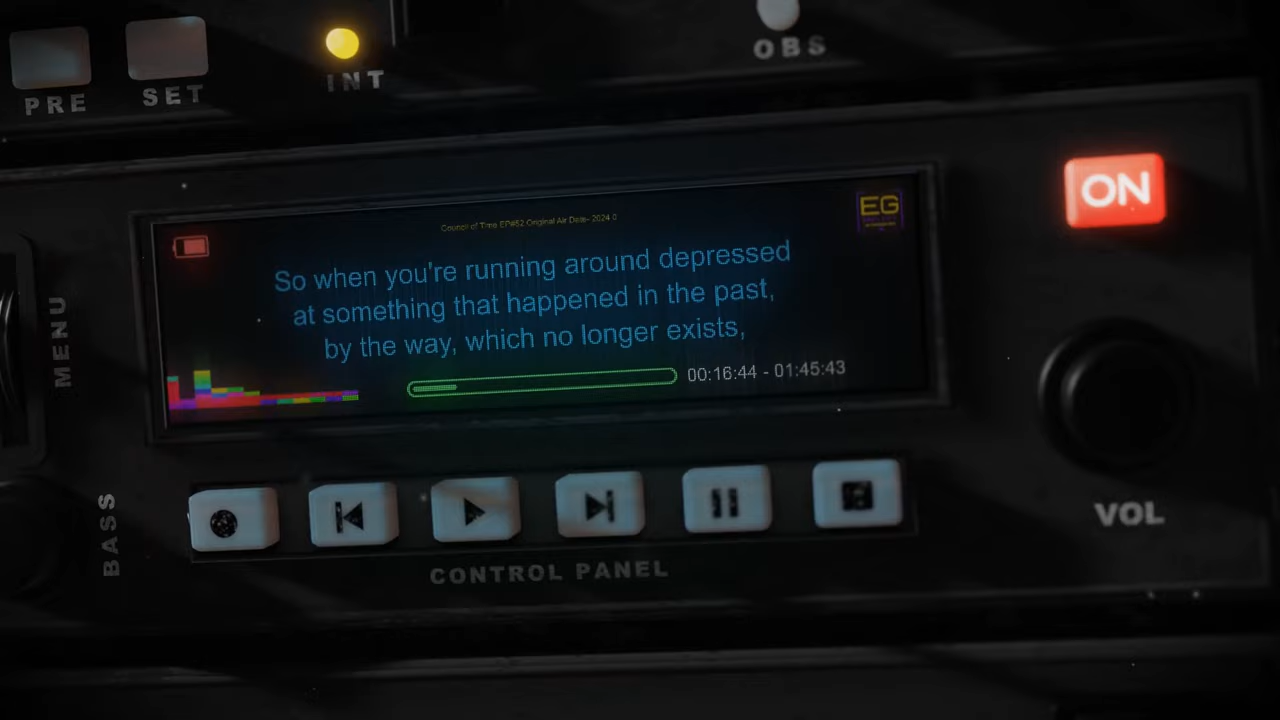 PRE
SET
INT
OBS
ON
Council of Time EP#52 Original Air Date- 2024 0
EG
So when you're running around depressed
at something that happened in the past,
by the way, which no longer exists,
00:16:44 - 01:45:43
MENU
BASS
VOL
CONTROL PANEL